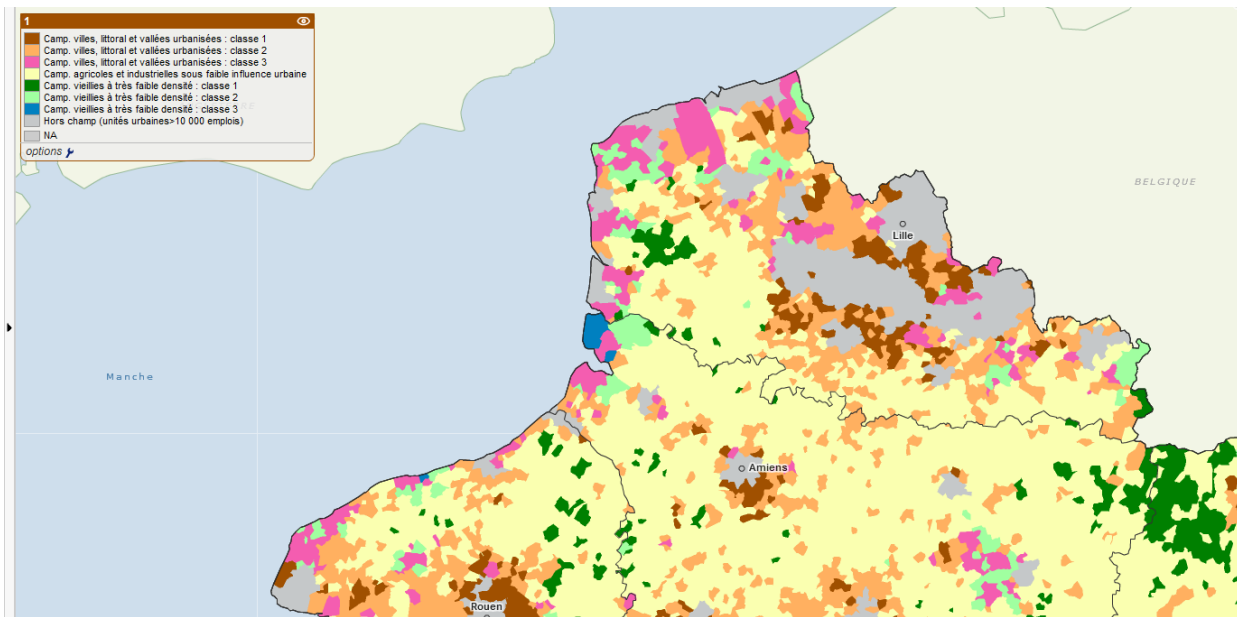 1
Camp. villes, littoral et vallées urbanisées : classe 1
Camp. villes, littoral et vallées urbanisées : classe 2
Camp. villes, littoral et vallées urbanisées : classe 3
Camp. agricoles et industrielles sous faible influence urbaine
Camp. vieillies à très faible densité : classe 1
Camp. vieillies à très faible densité : classe 2
Camp. vieillies à très faible densité : classe 3
Hors champ (unités urbaines>10 000 emplois)
NA
options
BELGIQUE
Lille
Manche
Amiens
Rouen